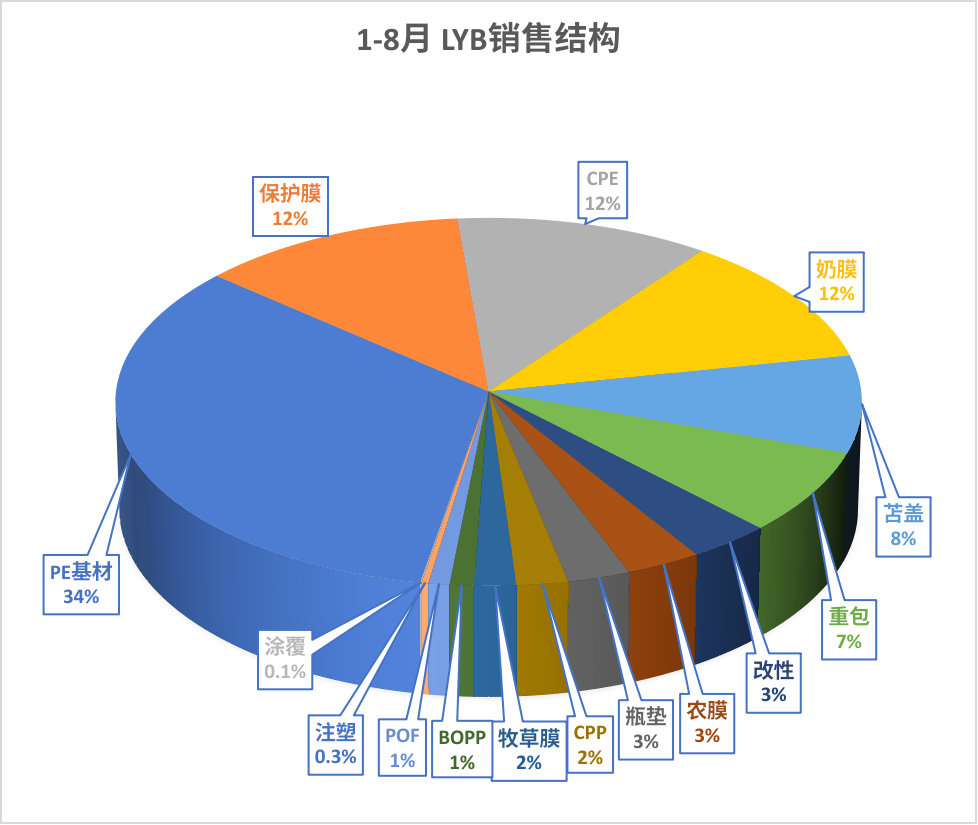 1-8月 LYB销售结构
CPE
12%
保护膜
12%
奶膜
12%
苫盖
8%
PE基材
34%
重包
7%
涂覆
0.1%
改性
3%
农膜
3%
瓶垫
3%
注塑
0.3%
POF
1%
BOPP
1%
牧草膜
2%
CPP
2%